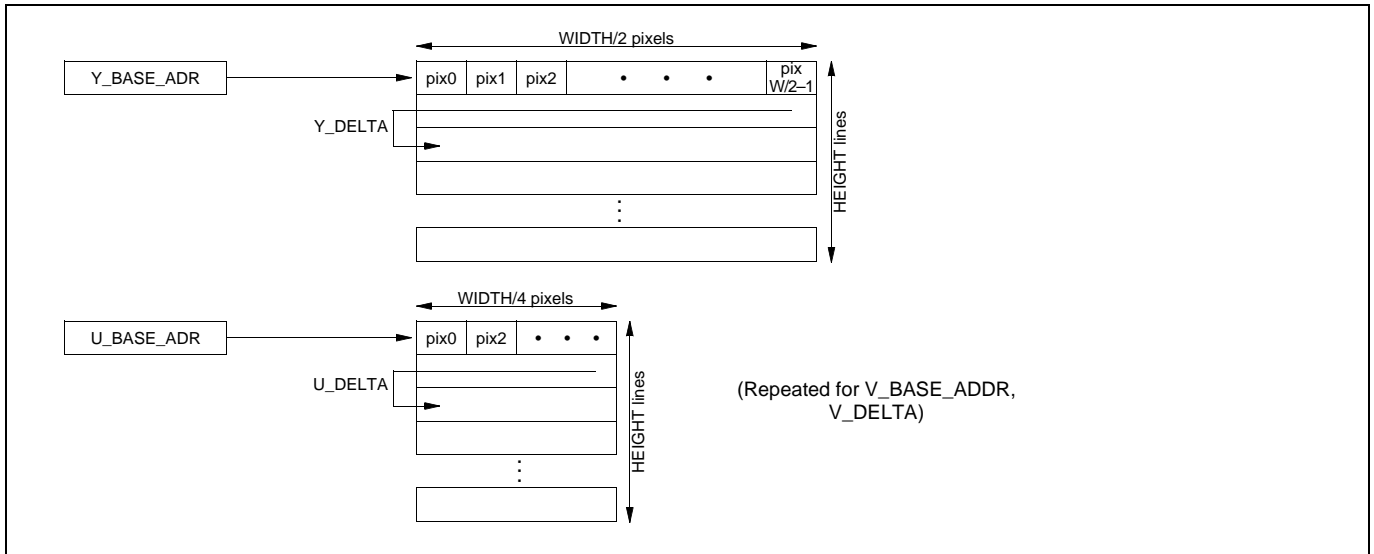 WIDTH/2 pixels
Y_BASE_ADR
pix0 pix1 pix2 • • • pix
W/2–1
Y_DELTA
HEIGHT lines
WIDTH/4 pixels
U_BASE_ADR
pix0 pix2 • • •
U_DELTA
HEIGHT lines
(Repeated for V_BASE_ADDR,
V_DELTA)